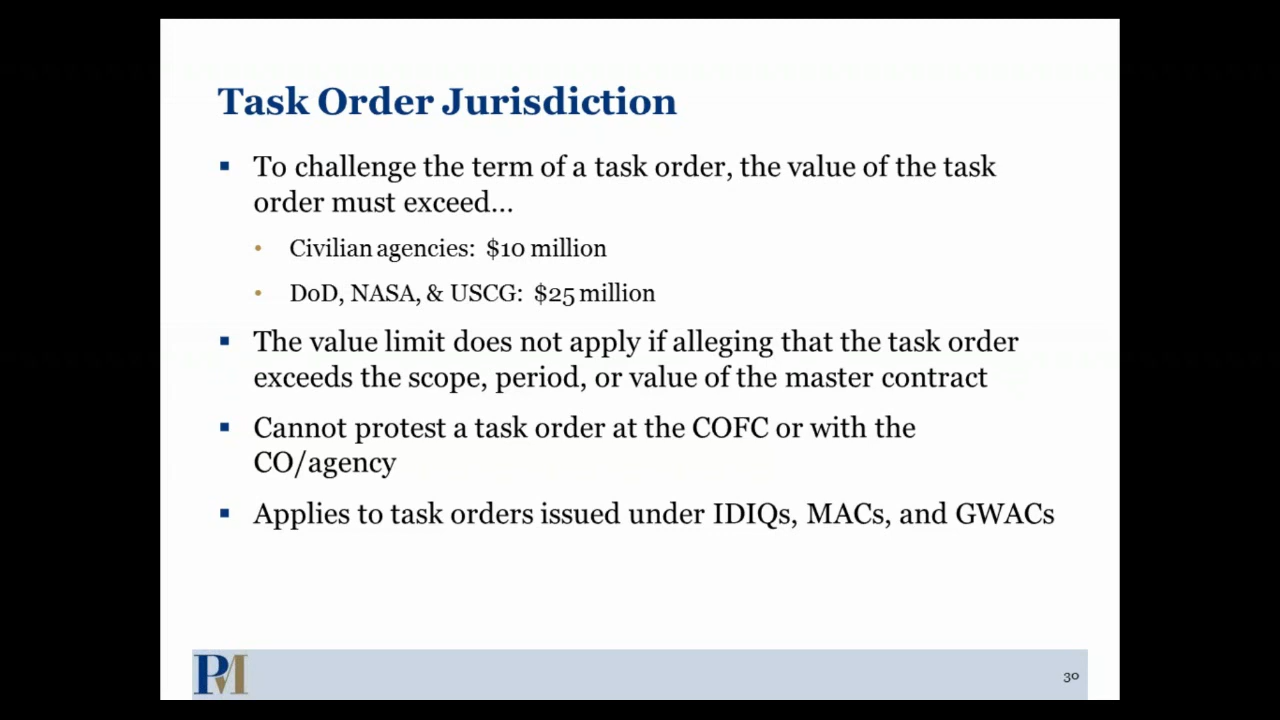 Task Order Jurisdiction
▪ To challenge the term of a task order, the value of the task
order must exceed…
• Civilian agencies: $10 million
• DoD, NASA, & USCG: $25 million
▪ The value limit does not apply if alleging that the task order
exceeds the scope, period, or value of the master contract
▪ Cannot protest a task order at the COFC or with the
CO/agency
▪ Applies to task orders issued under IDIQs, MACs, and GWACs
PM
30